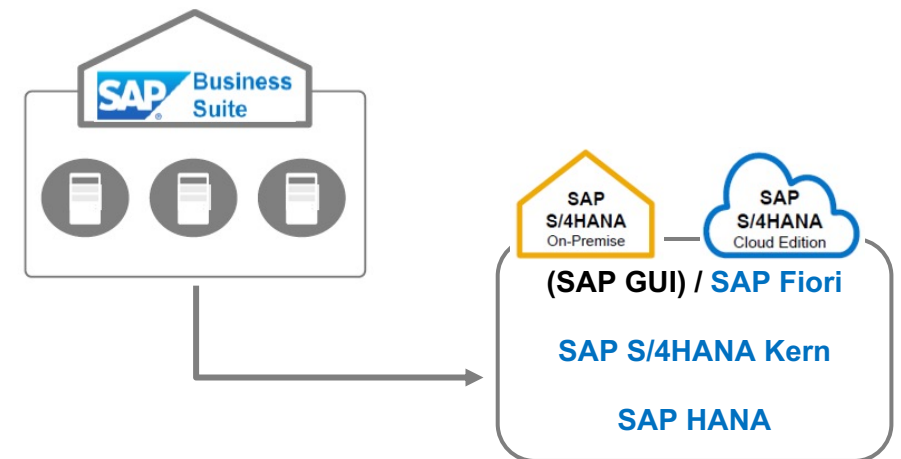 SAP
®
Business
Suite
SAP
S/4HANA
On-Premise
SAP
S/4HANA
Cloud Edition
(SAP GUI) / SAP Fiori
SAP S/4HANA Kern
SAP HANA